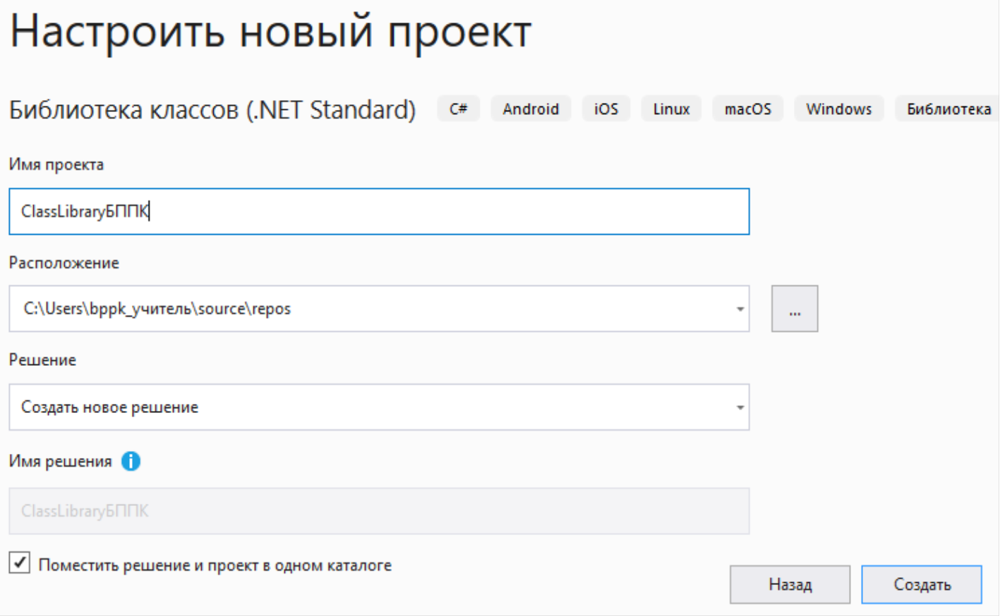 Настроить новый проект
Библиотека классов (.NET Standard) C# Android iOS Linux macOS Windows Библиотека
Имя проекта
ClassLibraryБППК
Расположение
C:\Users\bppk_учитель\source\repos
...
Решение
Создать новое решение
Имя решения i
ClassLibraryБППК
Поместить решение и проект в одном каталоге
Назад Создать